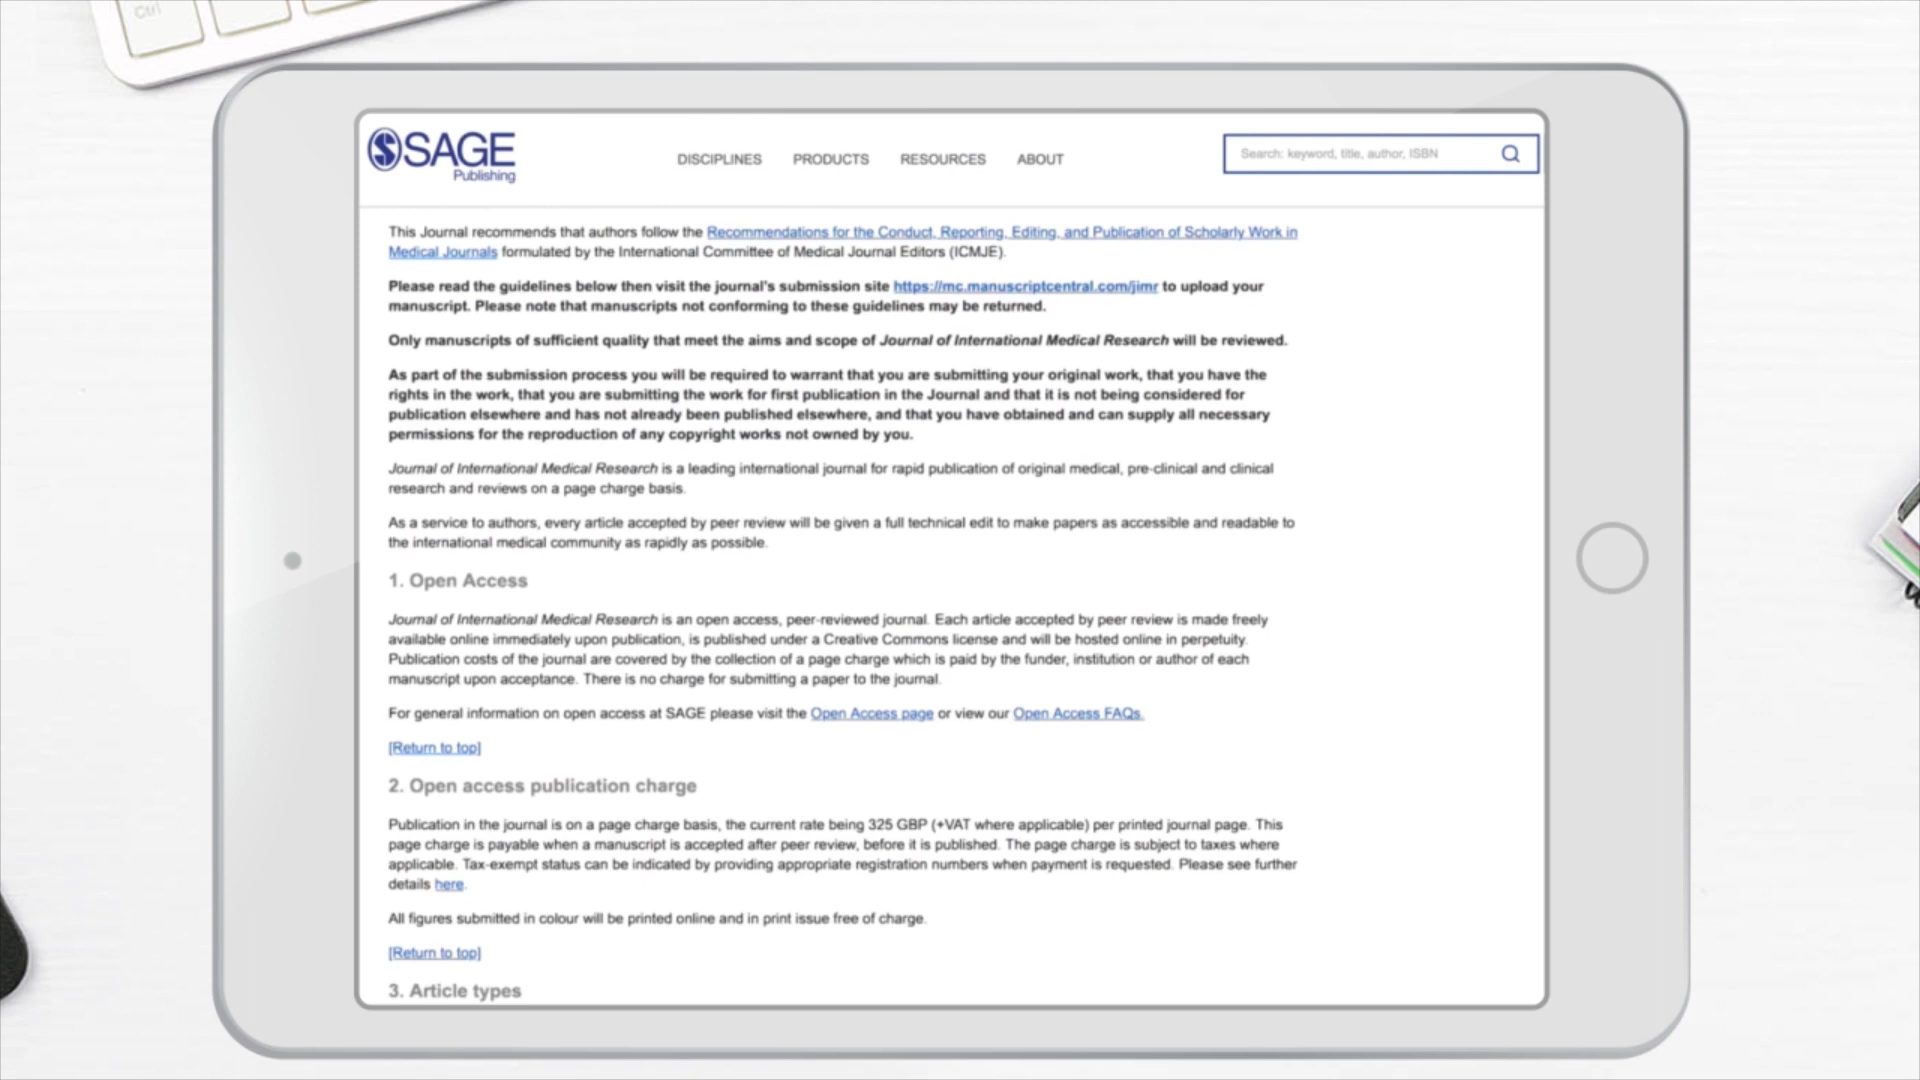 Ctrl
SAGE
Publishing
DISCIPLINES PRODUCTS RESOURCES ABOUT
Search: keyword, title, author, ISBN
This Journal recommends that authors follow the Recommendations for the Conduct, Reporting, Editing, and Publication of Scholarly Work in
Medical Journals formulated by the International Committee of Medical Journal Editors (ICMJE).
Please read the guidelines below then visit the journal's submission site https://mc.manuscriptcentral.com/jimr to upload your
manuscript. Please note that manuscripts not conforming to these guidelines may be returned.
Only manuscripts of sufficient quality that meet the aims and scope of Journal of International Medical Research will be reviewed.
As part of the submission process you will be required to warrant that you are submitting your original work, that you have the
rights in the work, that you are submitting the work for first publication in the Journal and that it is not being considered for
publication elsewhere and has not already been published elsewhere, and that you have obtained and can supply all necessary
permissions for the reproduction of any copyright works not owned by you.
Journal of International Medical Research is a leading international journal for rapid publication of original medical, pre-clinical and clinical
research and reviews on a page charge basis.
As a service to authors, every article accepted by peer review will be given a full technical edit to make papers as accessible and readable to
the international medical community as rapidly as possible.
1. Open Access
Journal of International Medical Research is an open access, peer-reviewed journal. Each article accepted by peer review is made freely
available online immediately upon publication, is published under a Creative Commons license and will be hosted online in perpetuity.
Publication costs of the journal are covered by the collection of a page charge which is paid by the funder, institution or author of each
manuscript upon acceptance. There is no charge for submitting a paper to the journal.
For general information on open access at SAGE please visit the Open Access page or view our Open Access FAQs.
[Return to top]
2. Open access publication charge
Publication in the journal is on a page charge basis, the current rate being 325 GBP (+VAT where applicable) per printed journal page. This
page charge is payable when a manuscript is accepted after peer review, before it is published. The page charge is subject to taxes where
applicable. Tax-exempt status can be indicated by providing appropriate registration numbers when payment is requested. Please see further
details here.
All figures submitted in colour will be printed online and in print issue free of charge.
[Return to top]
3. Article types